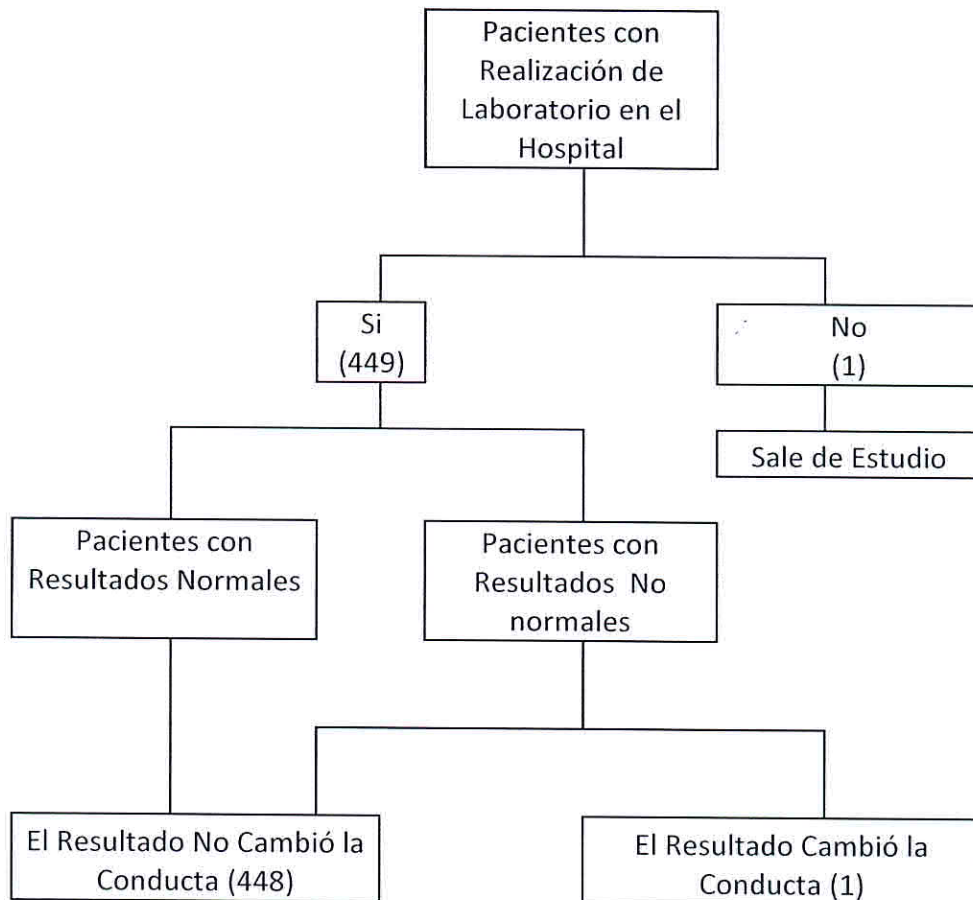 Pacientes con
Realización de
Laboratorio en el
Hospital
Si
(449)
No
(1)
Sale de Estudio
Pacientes con
Resultados Normales
Pacientes con
Resultados No
normales
El Resultado No Cambió la
Conducta (448)
El Resultado Cambió la
Conducta (1)